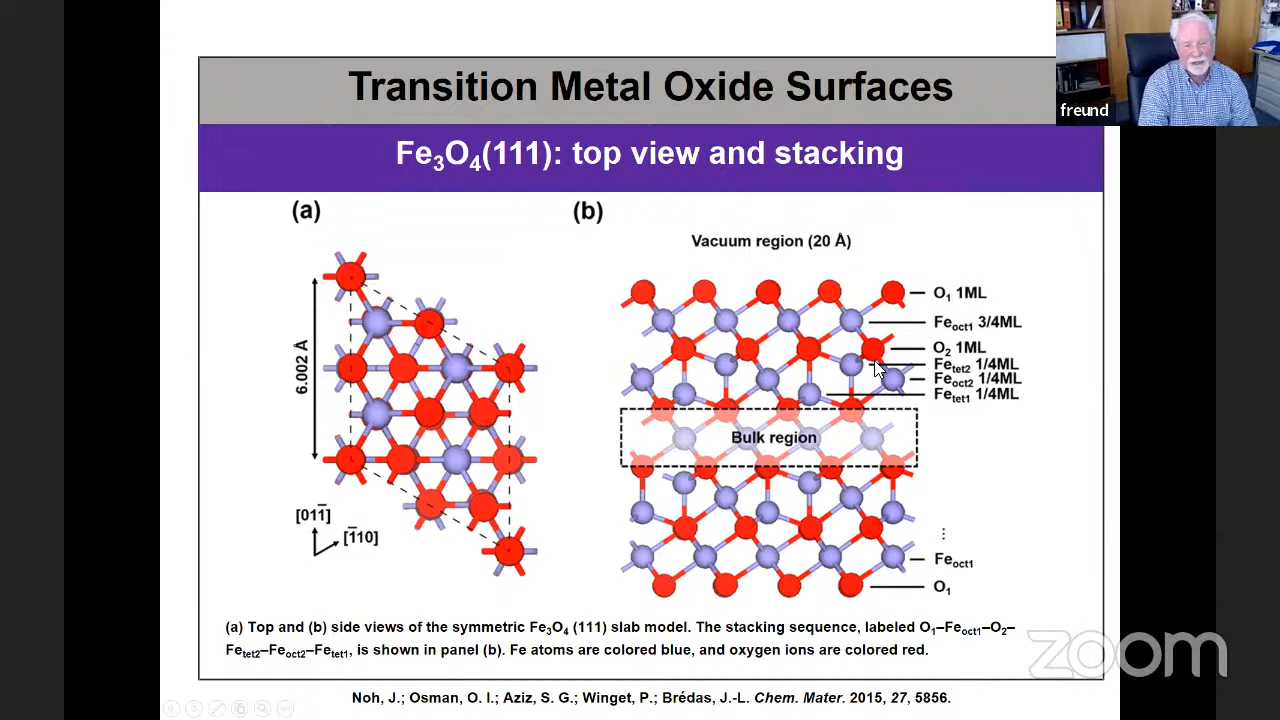 freund
Transition Metal Oxide Surfaces
Fe₃O₄(111): top view and stacking
(a)
(b)
Vacuum region (20 Å)
6.002 Å
[011̅]
[1̅10]
O₁ 1ML
Feoct1 3/4ML
O₂ 1ML
Fetet2 1/4ML
Feoct2 1/4ML
Fetet1 1/4ML
Bulk region
⋮
Feoct1
O₁
(a) Top and (b) side views of the symmetric Fe₃O₄ (111) slab model. The stacking sequence, labeled O₁–Feoct1–O₂–
Fetet2–Feoct2–Fetet1, is shown in panel (b). Fe atoms are colored blue, and oxygen ions are colored red.
zoom
Noh, J.; Osman, O. I.; Aziz, S. G.; Winget, P.; Brédas, J.-L. Chem. Mater. 2015, 27, 5856.